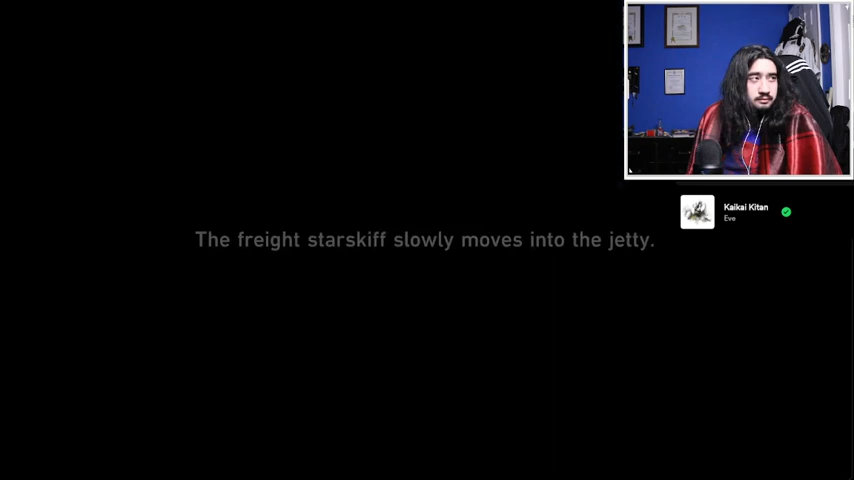 Kaikai Kitan
Eve
The freight starskiff slowly moves into the jetty.